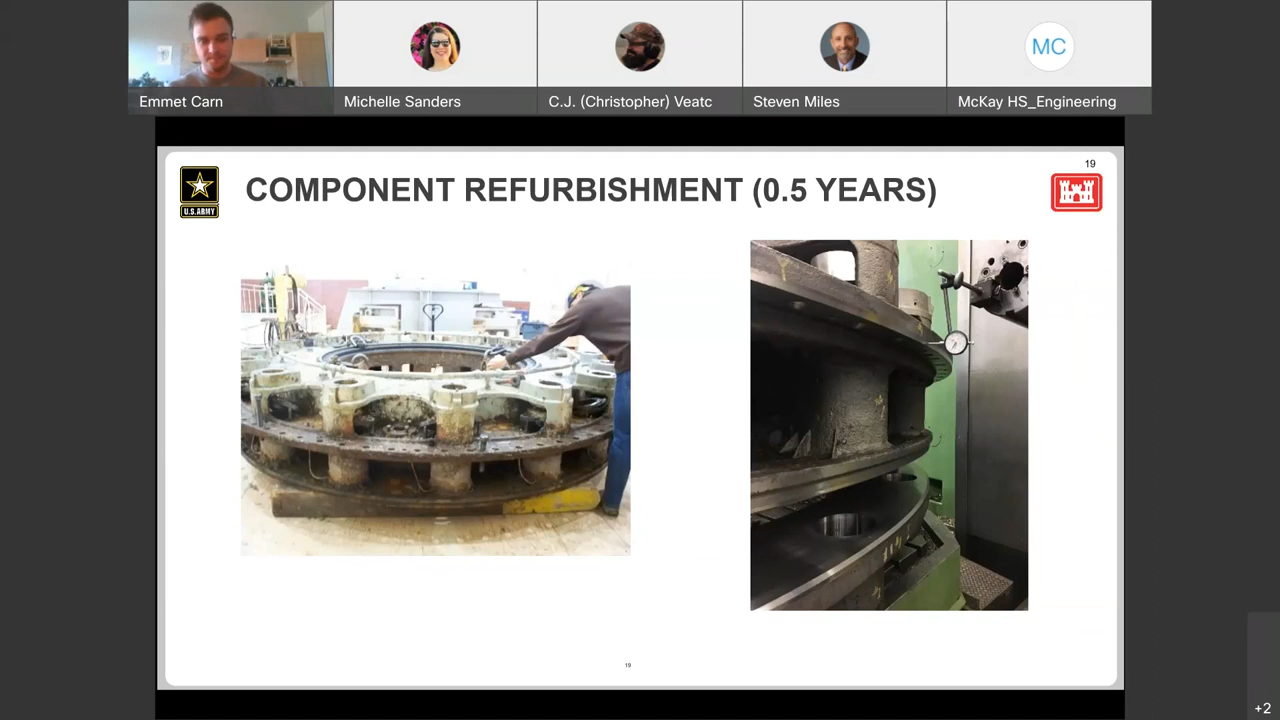 Emmet Carn
Michelle Sanders
C.J. (Christopher) Veatc
Steven Miles
MC
McKay HS_Engineering
19
U.S.ARMY
COMPONENT REFURBISHMENT (0.5 YEARS)
19
+2